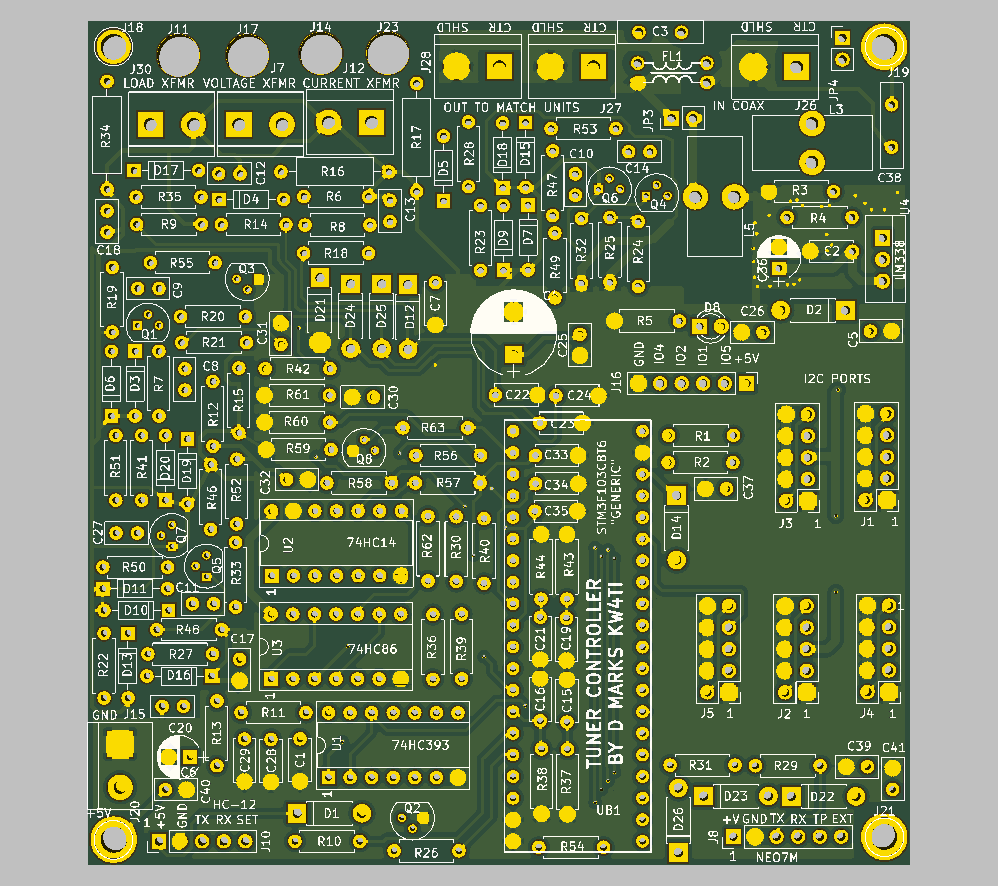 J18 J11 J17 J14 J23
SHLD CTR SHLD CTR C3 SHLD CTR
J28 FL1 J19
J30 J7 J12
LOAD XFMR VOLTAGE XFMR CURRENT XFMR
OUT TO MATCH UNITS J27 IN COAX J26 JP4
R34 R17 JP3 L3
D5 R28 D18 D15 R53
D17 C12 R16 R47 C10 C14 C38
R35 D4 R6 C13 Q6 Q4 R3
R9 R14 R8 R23 D9 D7 R4 U4
C18 R18 R49 R32 R25 R24 L5
R55 Q3 C36 E2 LM338
R19 C9 D21 D24 D25 D12 C7
Q1 R20 C31 R5 D8 C26 D2 C5
R21 C25 GND IO4 IO2 IO1 IO5 +5V
D6 D3 R7 C8 R42 J16 I2C PORTS
R12 R15 R61 C30 C22 C24
R60 R63 C23
R51 R41 D20 D19 R59 Q8 R56 C33 R1
R46 R52 C32 R58 R57 C34 R2 C37
C35 STM3F103CBT6
"GENERIC"
J3 1 J1 1
C27 Q7 U2 74HC14 R62 R30 R40 D14
R50 Q5 R33 R44 R43
D11 C11 1
D10
R48 U3 74HC86 R36 R39 C21 C19
R22 D13 R27 C17
D16 1 C16 C15
GND J15 R11 J5 1 J2 1 J4 1
C20 R13 U1 74HC393
C6 C29 C28 C1 R38 R37 R31 R29 C39 C41
TUNER CONTROLLER
BY D MARKS KW4TI
C40 1
+5V J20 HC-12 D1 Q2 UB1 D23 D22 J21
1 +5V GND TX RX SET D26 +V GND TX RX TP EXT
J10 R10 R26 R54 J8
1 NEO7M